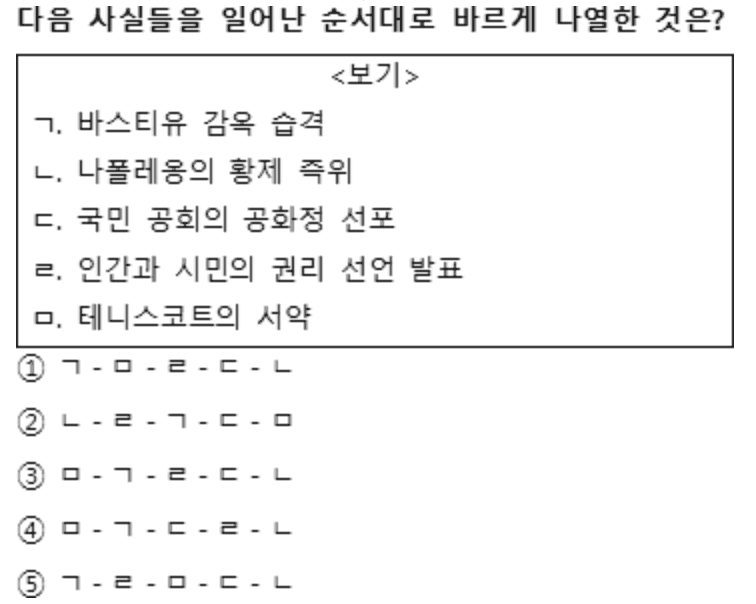 다음 사실들을 일어난 순서대로 바르게 나열한 것은?
<보기>
ㄱ. 바스티유 감옥 습격
ㄴ. 나폴레옹의 황제 즉위
ㄷ. 국민 공회의 공화정 선포
ㄹ. 인간과 시민의 권리 선언 발표
ㅁ. 테니스코트의 서약
① ㄱ - ㅁ - ㄹ - ㄷ - ㄴ
② ㄴ - ㄹ - ㄱ - ㄷ - ㅁ
③ ㅁ - ㄱ - ㄹ - ㄷ - ㄴ
④ ㅁ - ㄱ - ㄷ - ㄹ - ㄴ
⑤ ㄱ - ㄹ - ㅁ - ㄷ - ㄴ